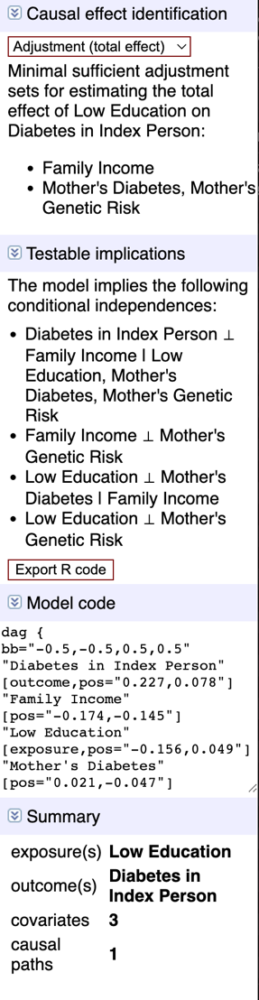 Causal effect identification
Adjustment (total effect)
Minimal sufficient adjustment
sets for estimating the total
effect of Low Education on
Diabetes in Index Person:
• Family Income
• Mother's Diabetes, Mother's
Genetic Risk
Testable implications
The model implies the following
conditional independences:
• Diabetes in Index Person ⊥
Family Income | Low
Education, Mother's
Diabetes, Mother's Genetic
Risk
• Family Income ⊥ Mother's
Genetic Risk
• Low Education ⊥ Mother's
Diabetes | Family Income
• Low Education ⊥ Mother's
Genetic Risk
Export R code
Model code
dag {
bb="-0.5,-0.5,0.5,0.5"
"Diabetes in Index Person"
[outcome,pos="0.227,0.078"]
"Family Income"
[pos="-0.174,-0.145"]
"Low Education"
[exposure,pos="-0.156,0.049"]
"Mother's Diabetes"
[pos="0.021,-0.047"]
Summary
exposure(s) Low Education
outcome(s) Diabetes in
Index Person
covariates 3
causal
paths 1